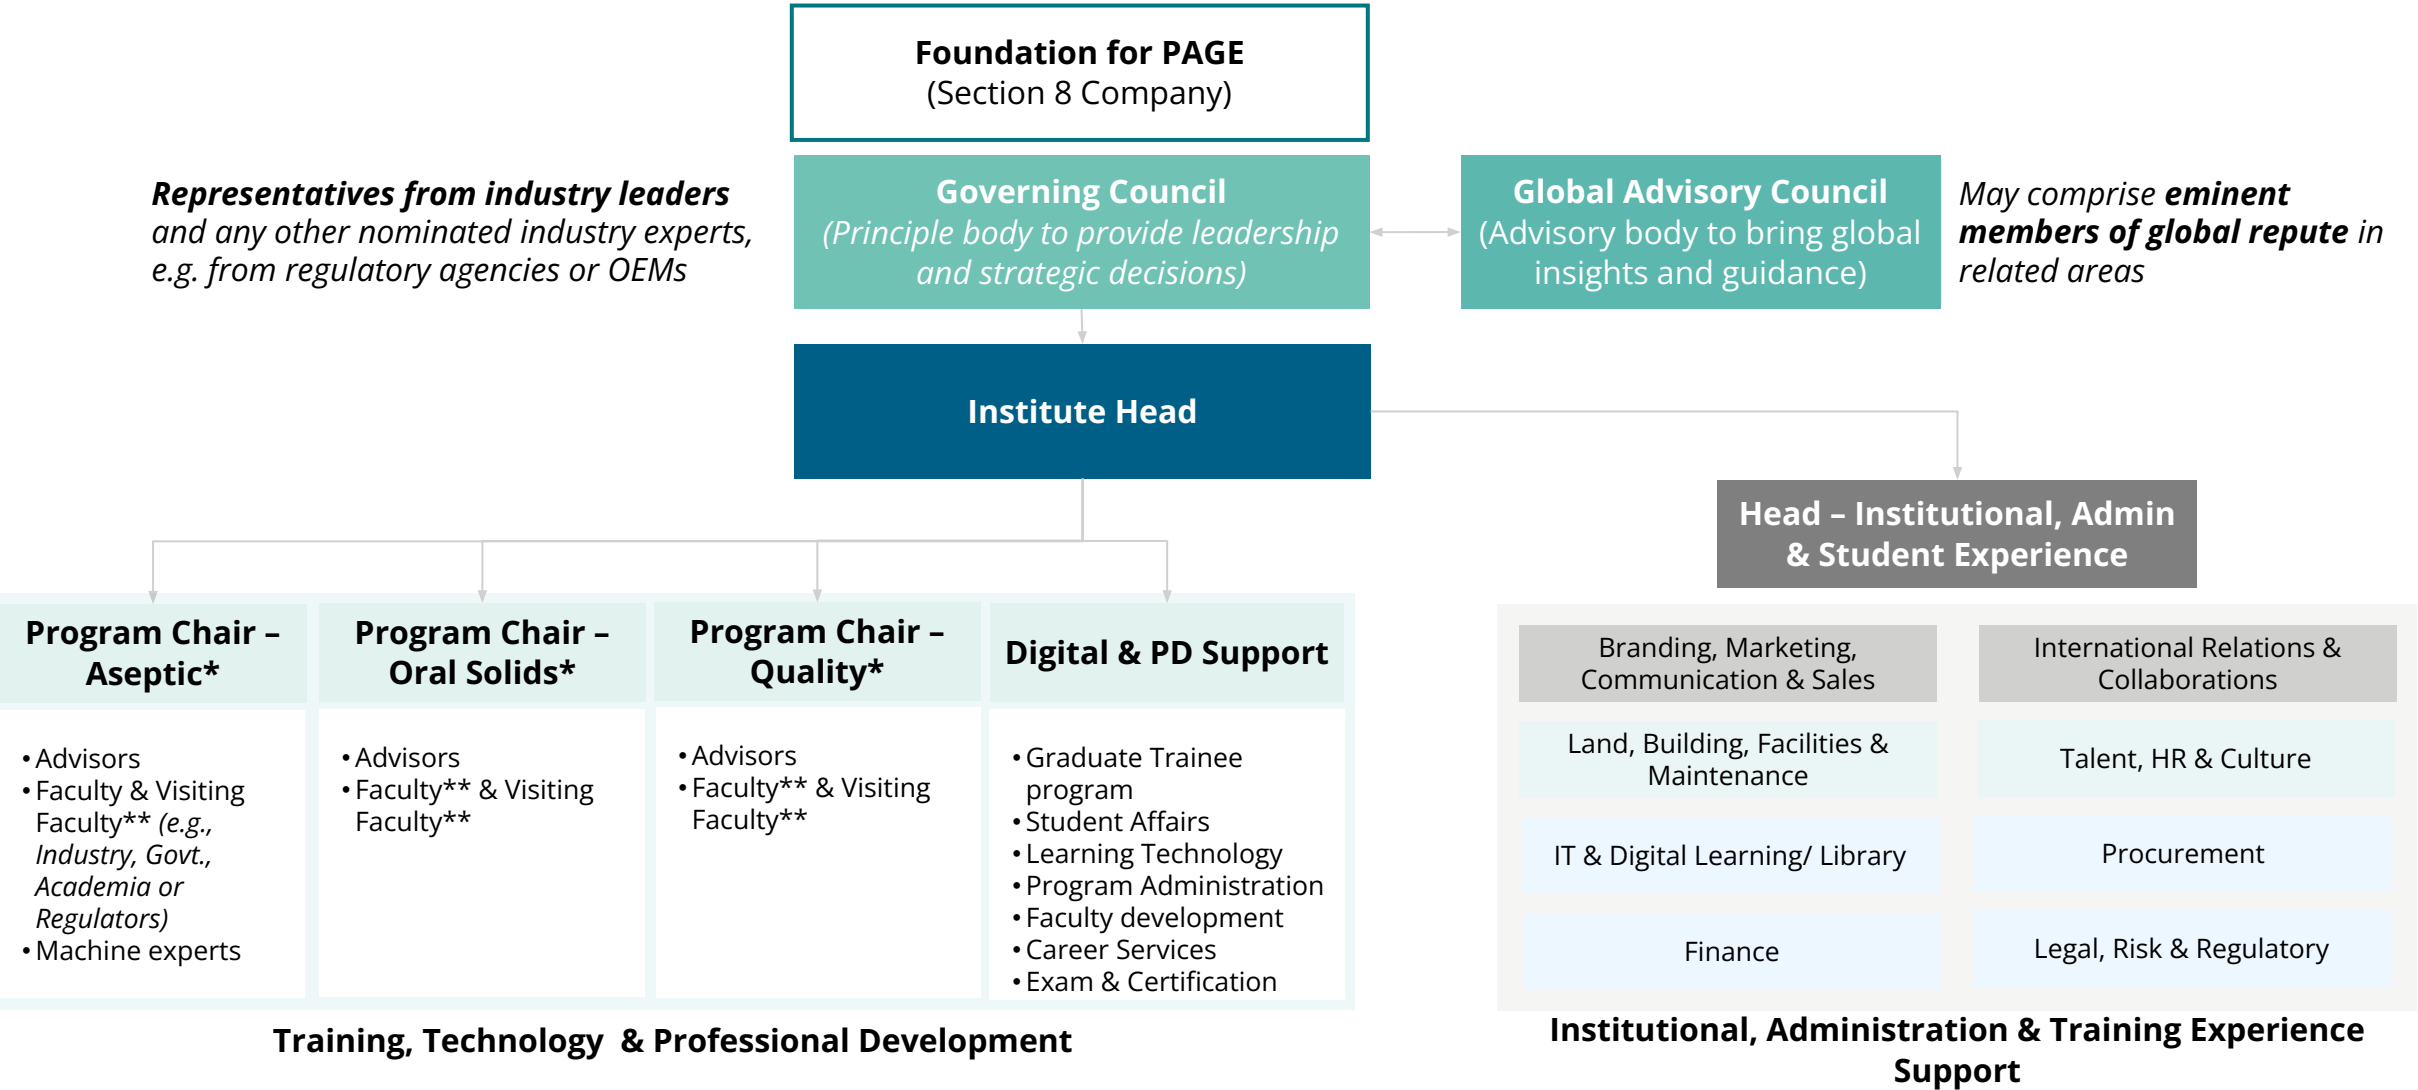 Foundation for PAGE
(Section 8 Company)
Representatives from industry leaders
and any other nominated industry experts,
e.g. from regulatory agencies or OEMs
Governing Council
(Principle body to provide leadership
and strategic decisions)
Global Advisory Council
(Advisory body to bring global
insights and guidance)
May comprise eminent
members of global repute in
related areas
Institute Head
Head – Institutional, Admin
& Student Experience
Program Chair –
Aseptic*
• Advisors
• Faculty & Visiting
Faculty** (e.g.,
Industry, Govt.,
Academia or
Regulators)
• Machine experts
Program Chair –
Oral Solids*
• Advisors
• Faculty** & Visiting
Faculty**
Program Chair –
Quality*
• Advisors
• Faculty** & Visiting
Faculty**
Digital & PD Support
• Graduate Trainee
program
• Student Affairs
• Learning Technology
• Program Administration
• Faculty development
• Career Services
• Exam & Certification
Training, Technology  & Professional Development
Branding, Marketing,
Communication & Sales
International Relations &
Collaborations
Land, Building, Facilities &
Maintenance
Talent, HR & Culture
IT & Digital Learning/ Library
Procurement
Finance
Legal, Risk & Regulatory
Institutional, Administration & Training Experience
Support